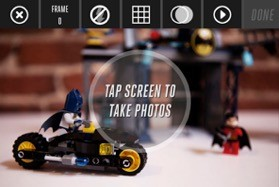 FRAME
0
DONE
TAP SCREEN TO
TAKE PHOTOS